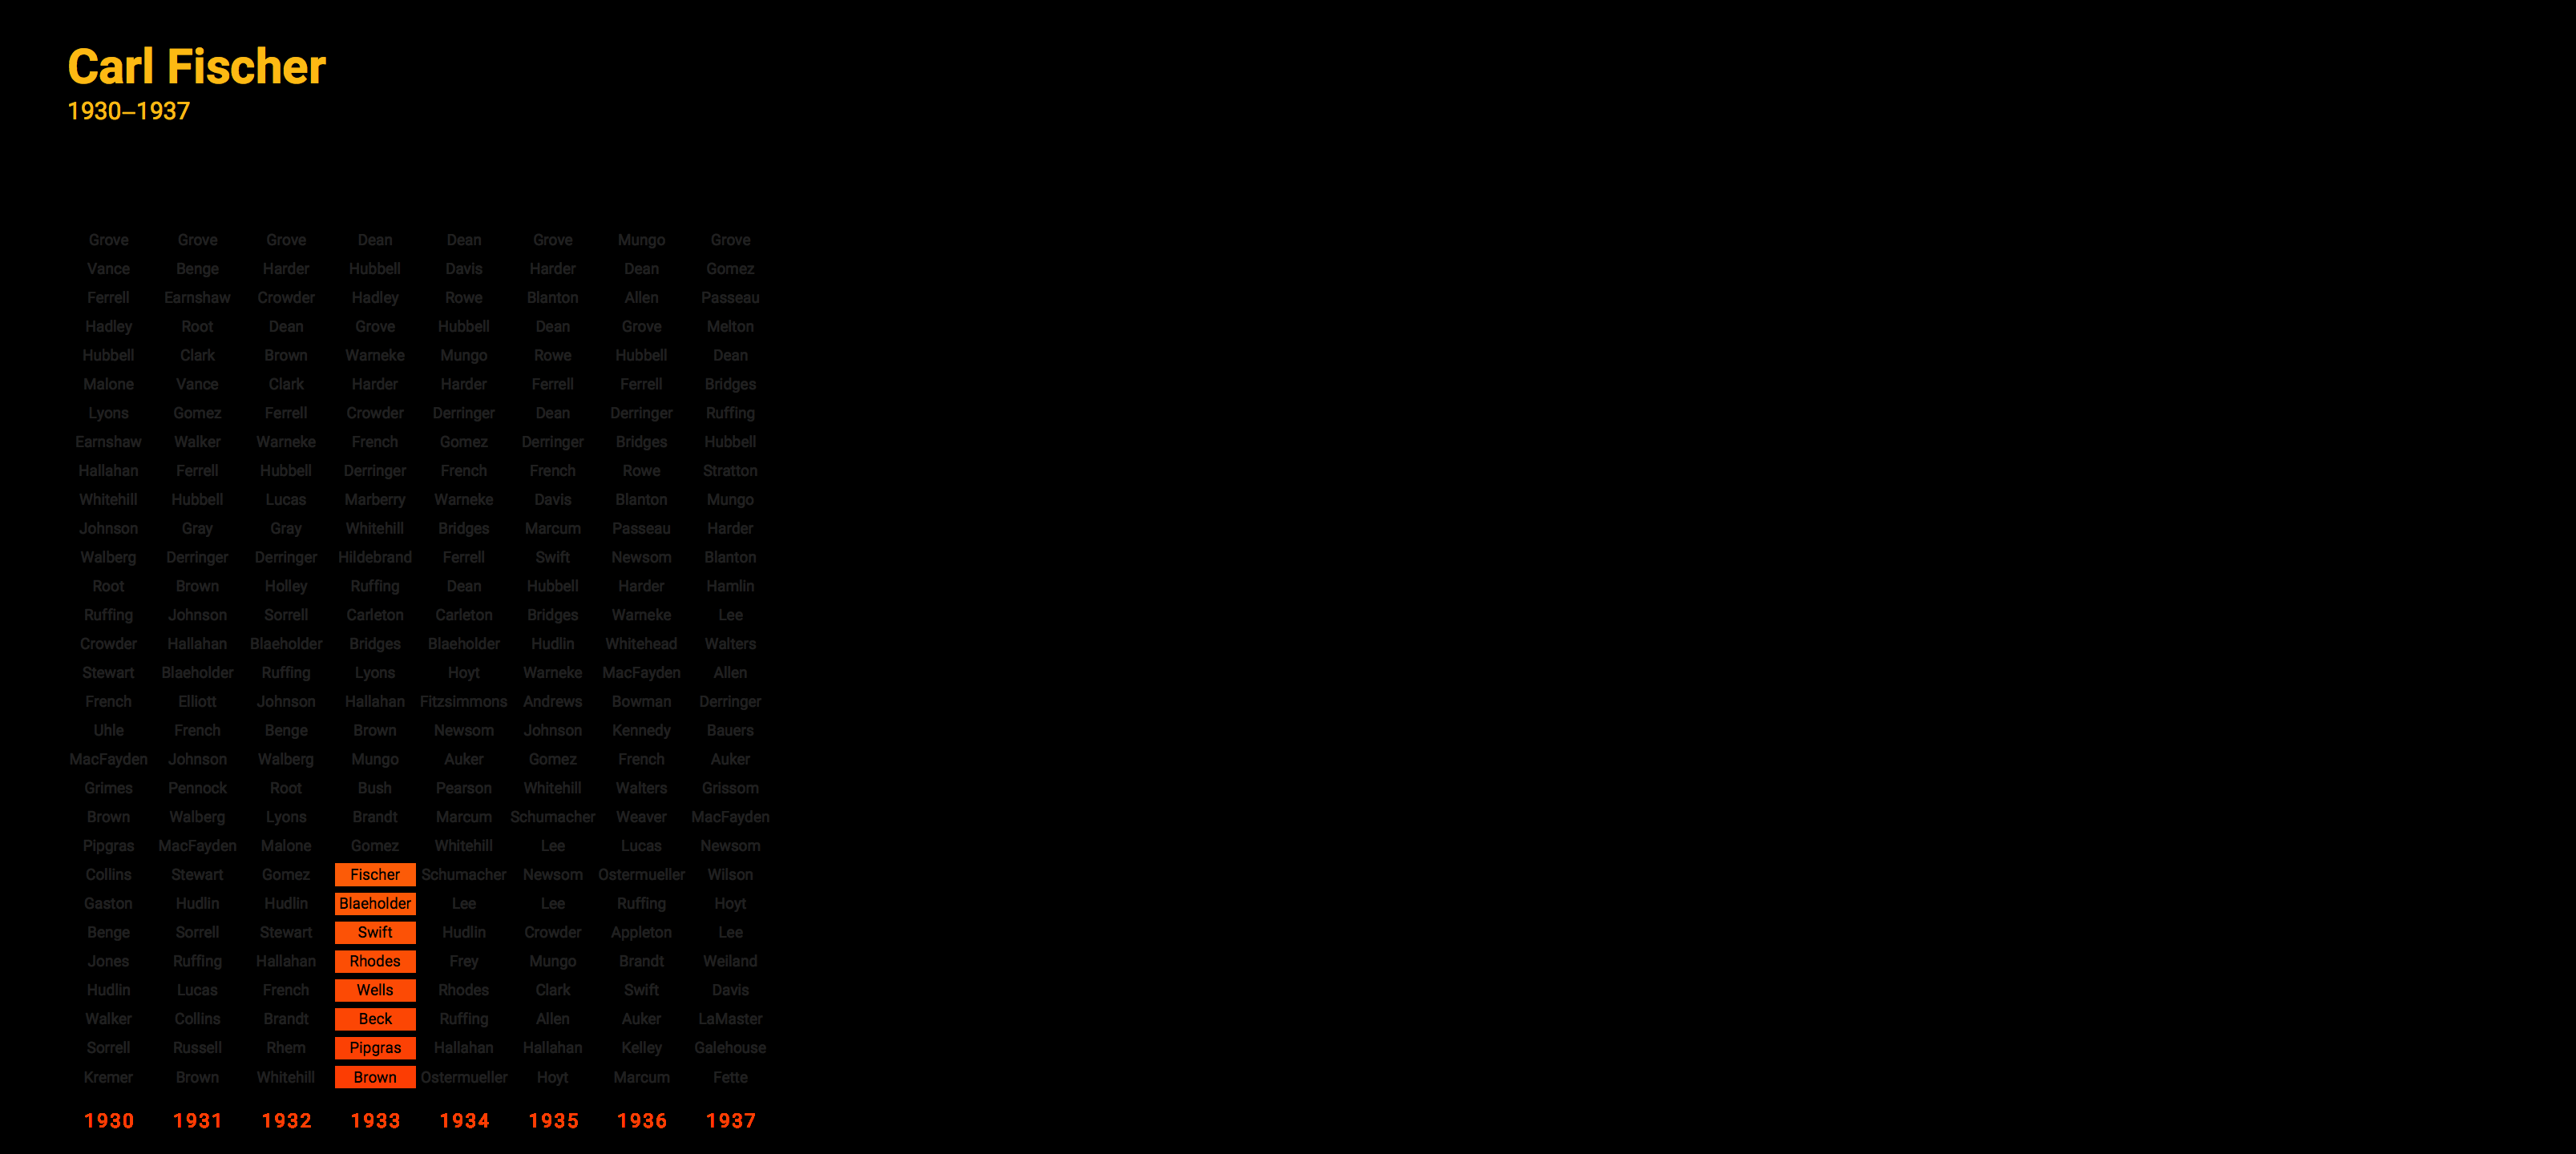 Carl Fischer
1930–1937
Grove Grove Grove Dean Dean Grove Mungo Grove
Vance Benge Harder Hubbell Davis Harder Dean Gomez
Ferrell Earnshaw Crowder Hadley Rowe Blanton Allen Passeau
Hadley Root Dean Grove Hubbell Dean Grove Melton
Hubbell Clark Brown Warneke Mungo Rowe Hubbell Dean
Malone Vance Clark Harder Harder Ferrell Ferrell Bridges
Lyons Gomez Ferrell Crowder Derringer Dean Derringer Ruffing
Earnshaw Walker Warneke French Gomez Derringer Bridges Hubbell
Hallahan Ferrell Hubbell Derringer French French Rowe Stratton
Whitehill Hubbell Lucas Marberry Warneke Davis Blanton Mungo
Johnson Gray Gray Whitehill Bridges Marcum Passeau Harder
Walberg Derringer Derringer Hildebrand Ferrell Swift Newsom Blanton
Root Brown Holley Ruffing Dean Hubbell Harder Hamlin
Ruffing Johnson Sorrell Carleton Carleton Bridges Warneke Lee
Crowder Hallahan Blaeholder Bridges Blaeholder Hudlin Whitehead Walters
Stewart Blaeholder Ruffing Lyons Hoyt Warneke MacFayden Allen
French Elliott Johnson Hallahan Fitzsimmons Andrews Bowman Derringer
Uhle French Benge Brown Newsom Johnson Kennedy Bauers
MacFayden Johnson Walberg Mungo Auker Gomez French Auker
Grimes Pennock Root Bush Pearson Whitehill Walters Grissom
Brown Walberg Lyons Brandt Marcum Schumacher Weaver MacFayden
Pipgras MacFayden Malone Gomez Whitehill Lee Lucas Newsom
Collins Stewart Gomez Fischer Schumacher Newsom Ostermueller Wilson
Gaston Hudlin Hudlin Blaeholder Lee Lee Ruffing Hoyt
Benge Sorrell Stewart Swift Hudlin Crowder Appleton Lee
Jones Ruffing Hallahan Rhodes Frey Mungo Brandt Weiland
Hudlin Lucas French Wells Rhodes Clark Swift Davis
Walker Collins Brandt Beck Ruffing Allen Auker LaMaster
Sorrell Russell Rhem Pipgras Hallahan Hallahan Kelley Galehouse
Kremer Brown Whitehill Brown Ostermueller Hoyt Marcum Fette
1930 1931 1932 1933 1934 1935 1936 1937